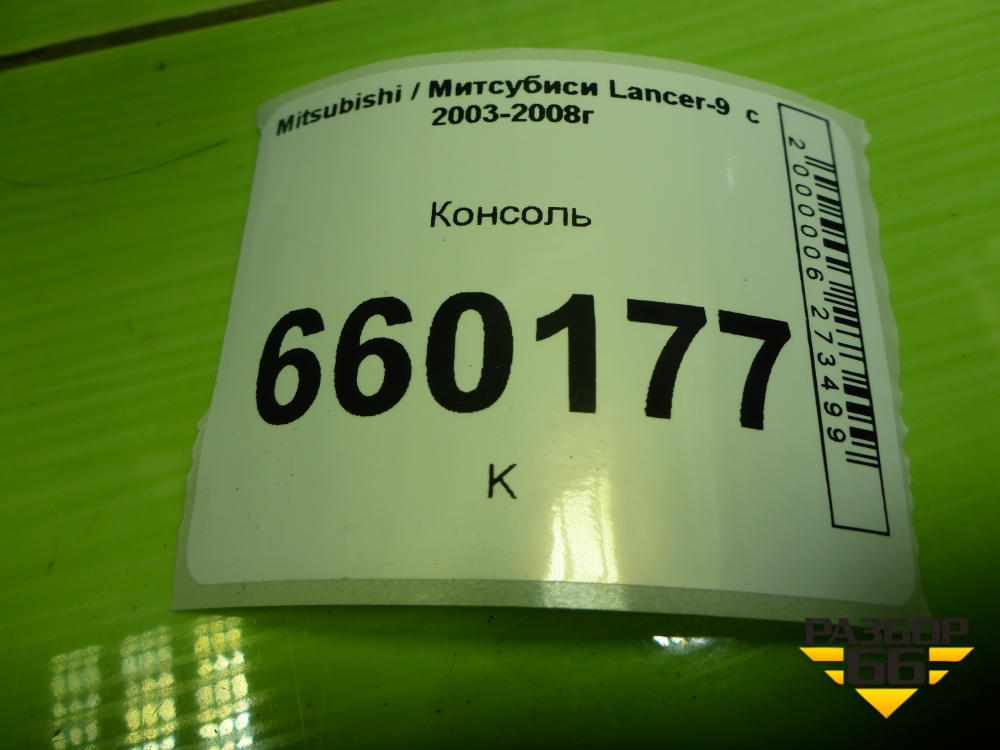 Mitsubishi / Митсубиси Lancer-9 с
2003-2008г
Консоль
660177
К
2000006273499
РАЗБОР
66